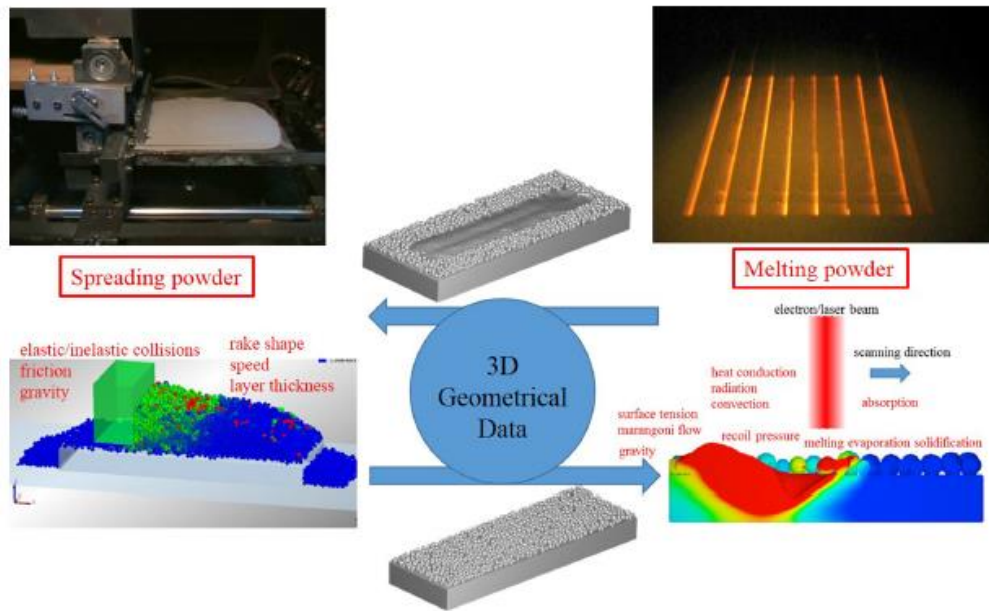 Spreading powder
Melting powder
elastic/inelastic collisions
friction
gravity
rake shape
speed
layer thickness
3D
Geometrical
Data
electron/laser beam
scanning direction
heat conduction
radiation
convection
absorption
surface tension
marangoni flow
gravity
recoil pressure
melting evaporation solidification